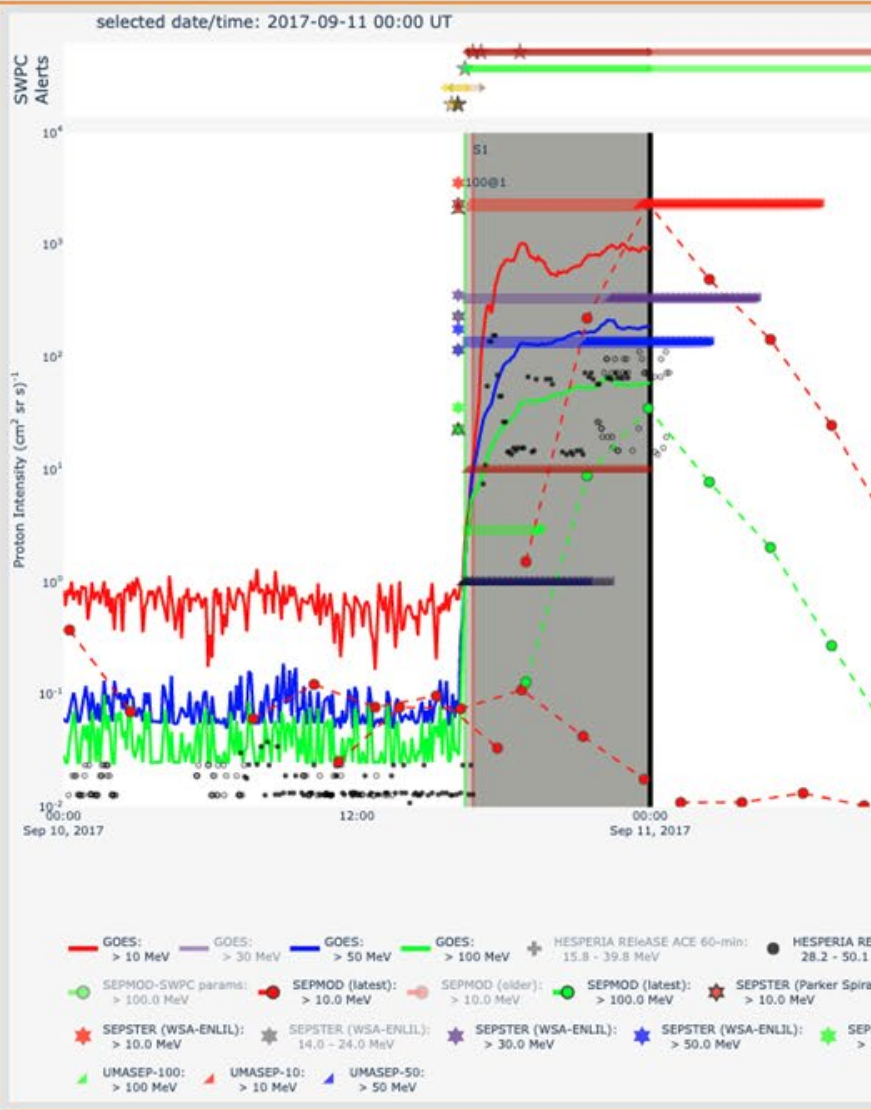 selected date/time: 2017-09-11 00:00 UT
SWPC
Alerts
10⁴
S1
100@1
10³
10²
Proton Intensity (cm² sr s)⁻¹
10¹
10⁰
10⁻¹
10⁻²
00:00
Sep 10, 2017
12:00
00:00
Sep 11, 2017
GOES: GOES: GOES: GOES: HESPERIA REleASE ACE 60-min: HESPERIA RE
> 10 MeV > 30 MeV > 50 MeV > 100 MeV 15.8 - 39.8 MeV 28.2 - 50.1
SEPMOD-SWPC params: SEPMOD (latest): SEPMOD (older): SEPMOD (latest): SEPSTER (Parker Spira
> 100.0 MeV > 10.0 MeV > 10.0 MeV > 100.0 MeV > 10.0 MeV
SEPSTER (WSA-ENLIL): SEPSTER (WSA-ENLIL): SEPSTER (WSA-ENLIL): SEPSTER (WSA-ENLIL): SEP
> 10.0 MeV 14.0 - 24.0 MeV > 30.0 MeV > 50.0 MeV >
UMASEP-100: UMASEP-10: UMASEP-50:
> 100 MeV > 10 MeV > 50 MeV